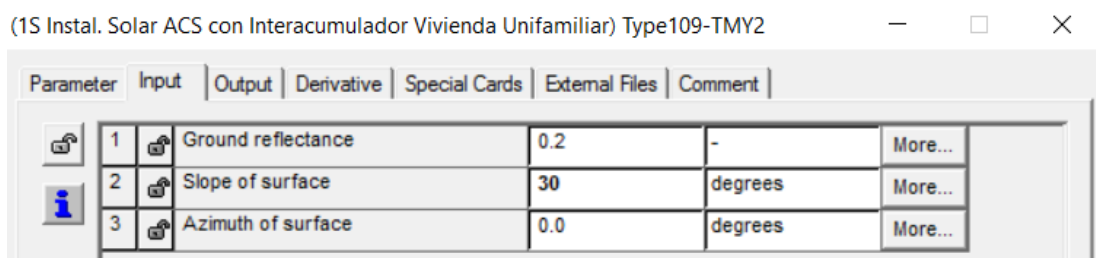 (1S Instal. Solar ACS con Interacumulador Vivienda Unifamiliar) Type109-TMY2
Parameter Input Output Derivative Special Cards External Files Comment
1 Ground reflectance 0.2 - More...
2 Slope of surface 30 degrees More...
3 Azimuth of surface 0.0 degrees More...